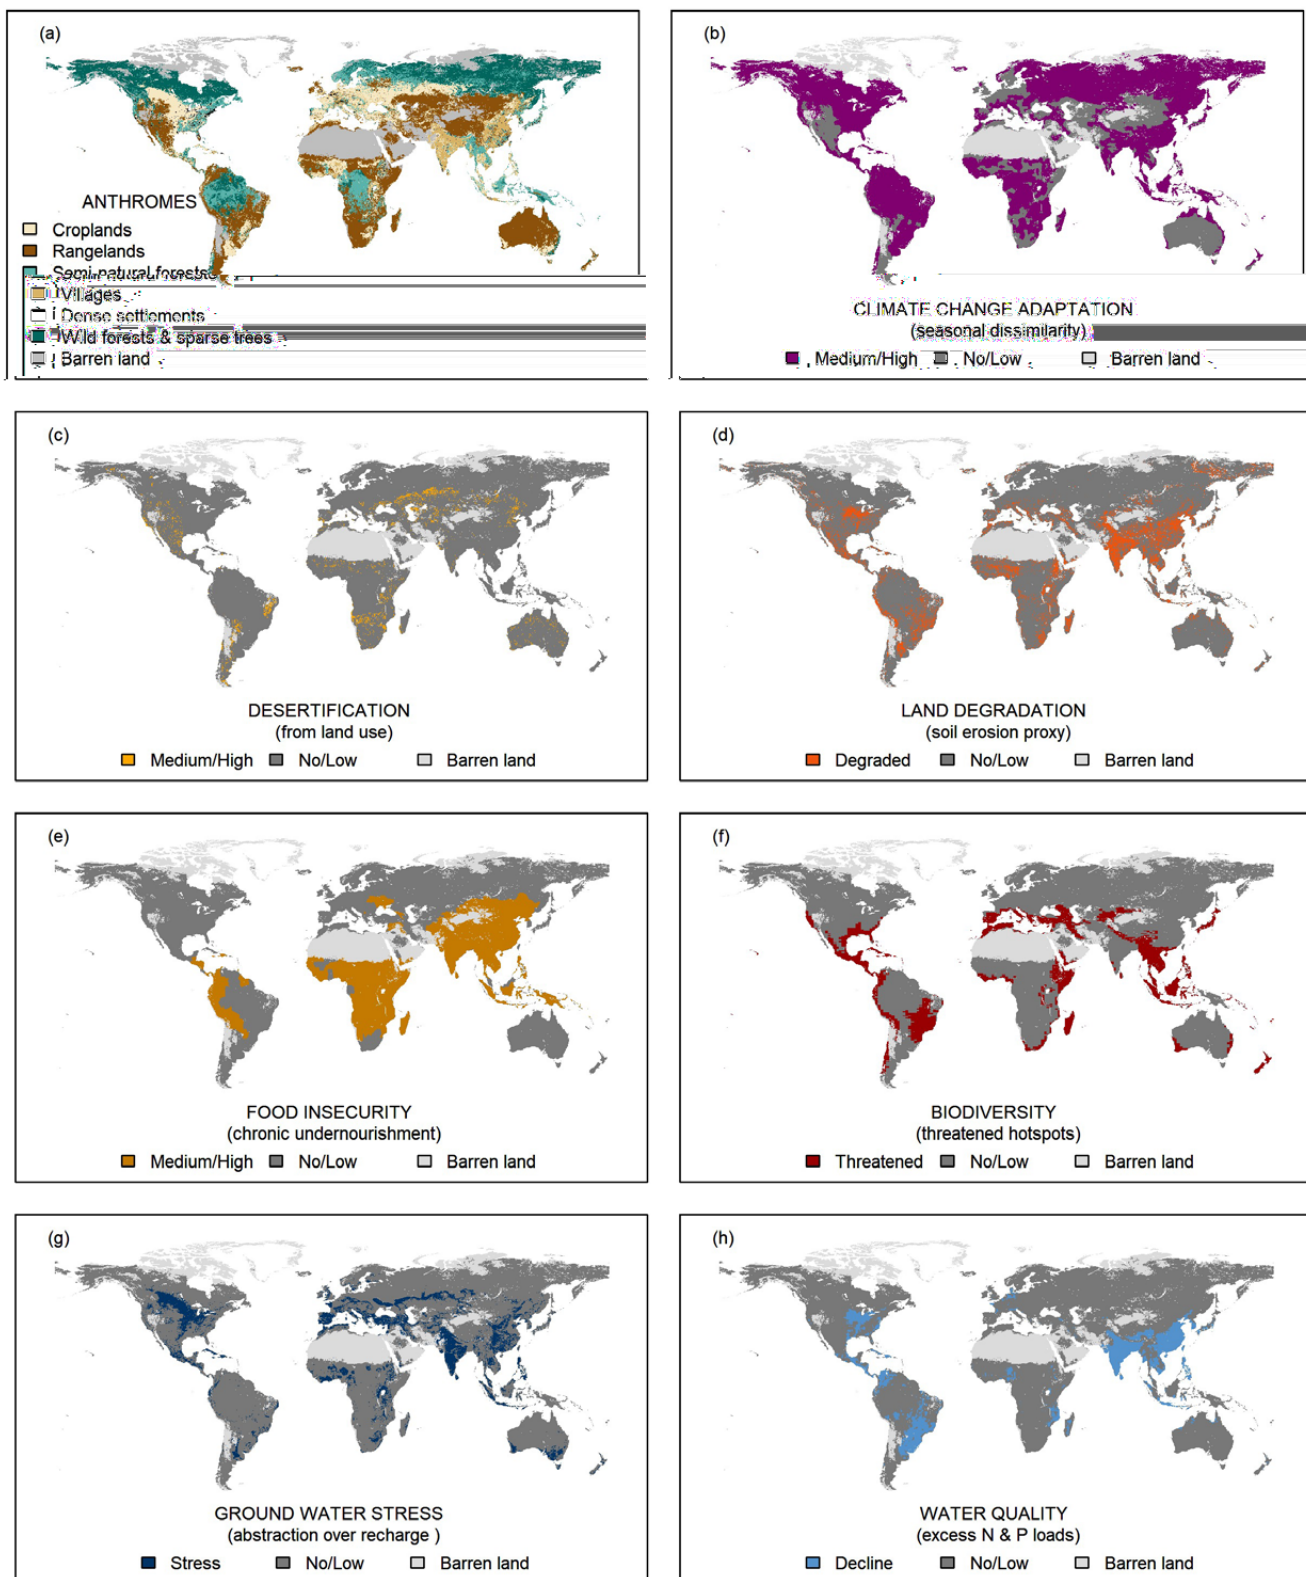 (a)
ANTHROMES
Croplands
Rangelands
Semi-natural forests
Villages
Dense settlements
Wild forests & sparse trees
Barren land
(b)
CLIMATE CHANGE ADAPTATION
(seasonal dissimilarity)
Medium/High No/Low Barren land
(c)
DESERTIFICATION
(from land use)
Medium/High No/Low Barren land
(d)
LAND DEGRADATION
(soil erosion proxy)
Degraded No/Low Barren land
(e)
FOOD INSECURITY
(chronic undernourishment)
Medium/High No/Low Barren land
(f)
BIODIVERSITY
(threatened hotspots)
Threatened No/Low Barren land
(g)
GROUND WATER STRESS
(abstraction over recharge )
Stress No/Low Barren land
(h)
WATER QUALITY
(excess N & P loads)
Decline No/Low Barren land